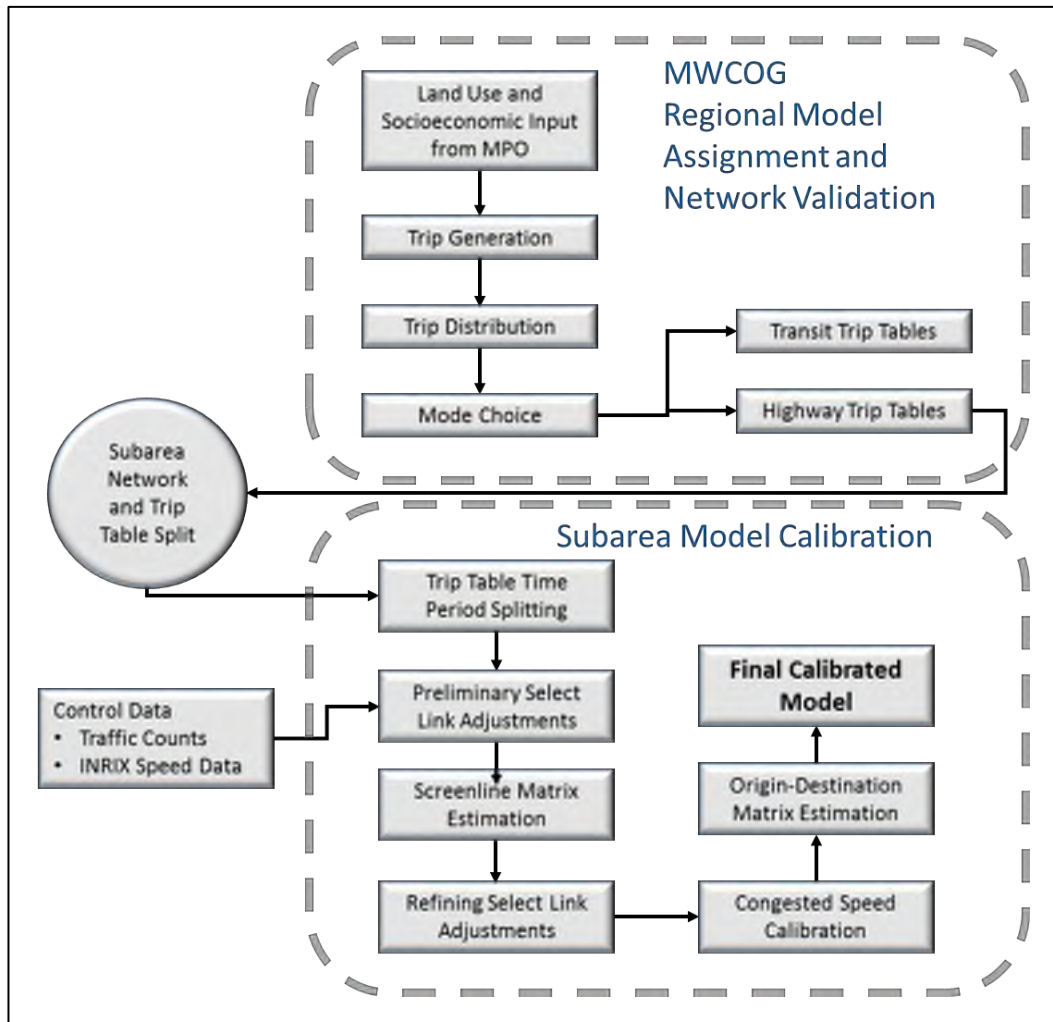 MWCOG
Regional Model
Assignment and
Network Validation
Land Use and
Socioeconomic Input
from MPO
Trip Generation
Trip Distribution
Mode Choice
Transit Trip Tables
Highway Trip Tables
Subarea
Network
and Trip
Table Split
Subarea Model Calibration
Trip Table Time
Period Splitting
Control Data
• Traffic Counts
• INRIX Speed Data
Preliminary Select
Link Adjustments
Screenline Matrix
Estimation
Refining Select Link
Adjustments
Congested Speed
Calibration
Origin-Destination
Matrix Estimation
Final Calibrated
Model